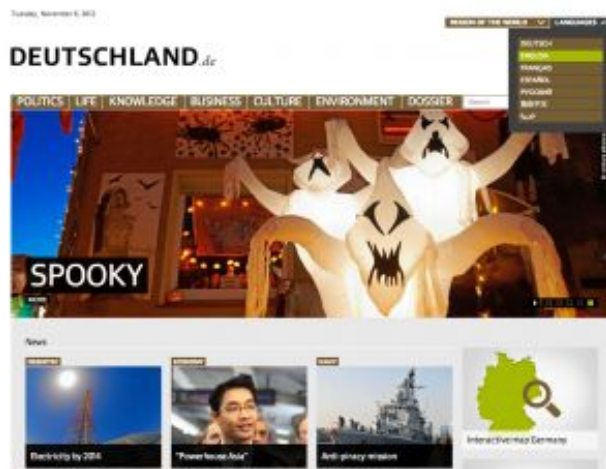 Tuesday, November 6, 2012
REGION OF THE WORLD LANGUAGES
DEUTSCH
ENGLISH
FRANÇAIS
ESPAÑOL
РУССКИЙ
DEUTSCHLAND.de
POLITICS LIFE KNOWLEDGE BUSINESS CULTURE ENVIRONMENT DOSSIER Search
SPOOKY
MORE
News
ECONOMY
Electricity by 2014
"Powerhouse Asia"
Anti-piracy mission
Interactive map Germany